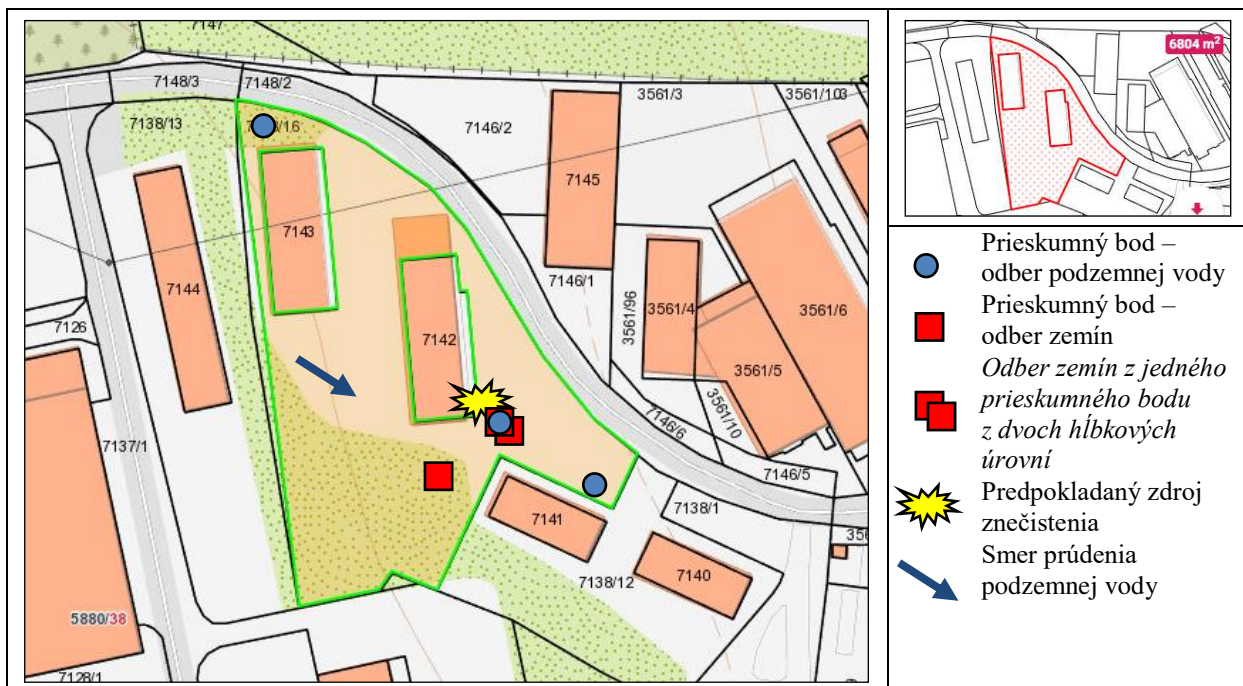 7147
7148/3
7148/2
3561/3
3561/103
7138/13
7146/2
7145
7143
7144
7146/1
3561/96
3561/4
3561/6
7126
7142
3561/5
3561/10
7137/1
7146/6
7146/5
7141
7138/1
7138/12
7140
5880/38
7128/1
6804 m²
Prieskumný bod –
odber podzemnej vody
Prieskumný bod –
odber zemín
Odber zemín z jedného
prieskumného bodu
z dvoch hĺbkových
úrovní
Predpokladaný zdroj
znečistenia
Smer prúdenia
podzemnej vody